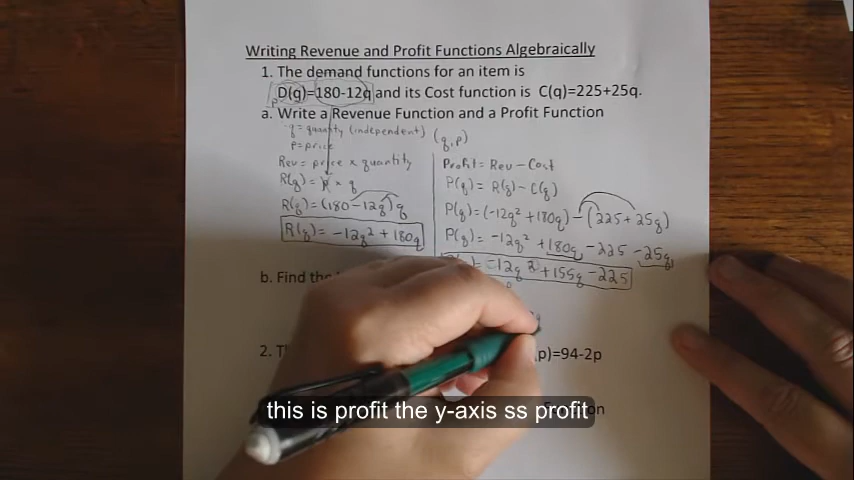 Writing Revenue and Profit Functions Algebraically
1. The demand functions for an item is
D(q)=180-12q and its Cost function is C(q)=225+25q.
a. Write a Revenue Function and a Profit Function
q = quantity (independent) (q,p)
p = price
Rev = price × quantity
R(q) = p × q
R(q) = (180 - 12q)q
R(q) = -12q² + 180q
Profit = Rev - Cost
P(q) = R(q) - C(q)
P(q) = (-12q² + 180q) - (225 + 25q)
P(q) = -12q² + 180q - 225 - 25q
= -12q² + 155q - 225
b. Find the
2.
p)=94-2p
on
this is profit the y-axis ss profit